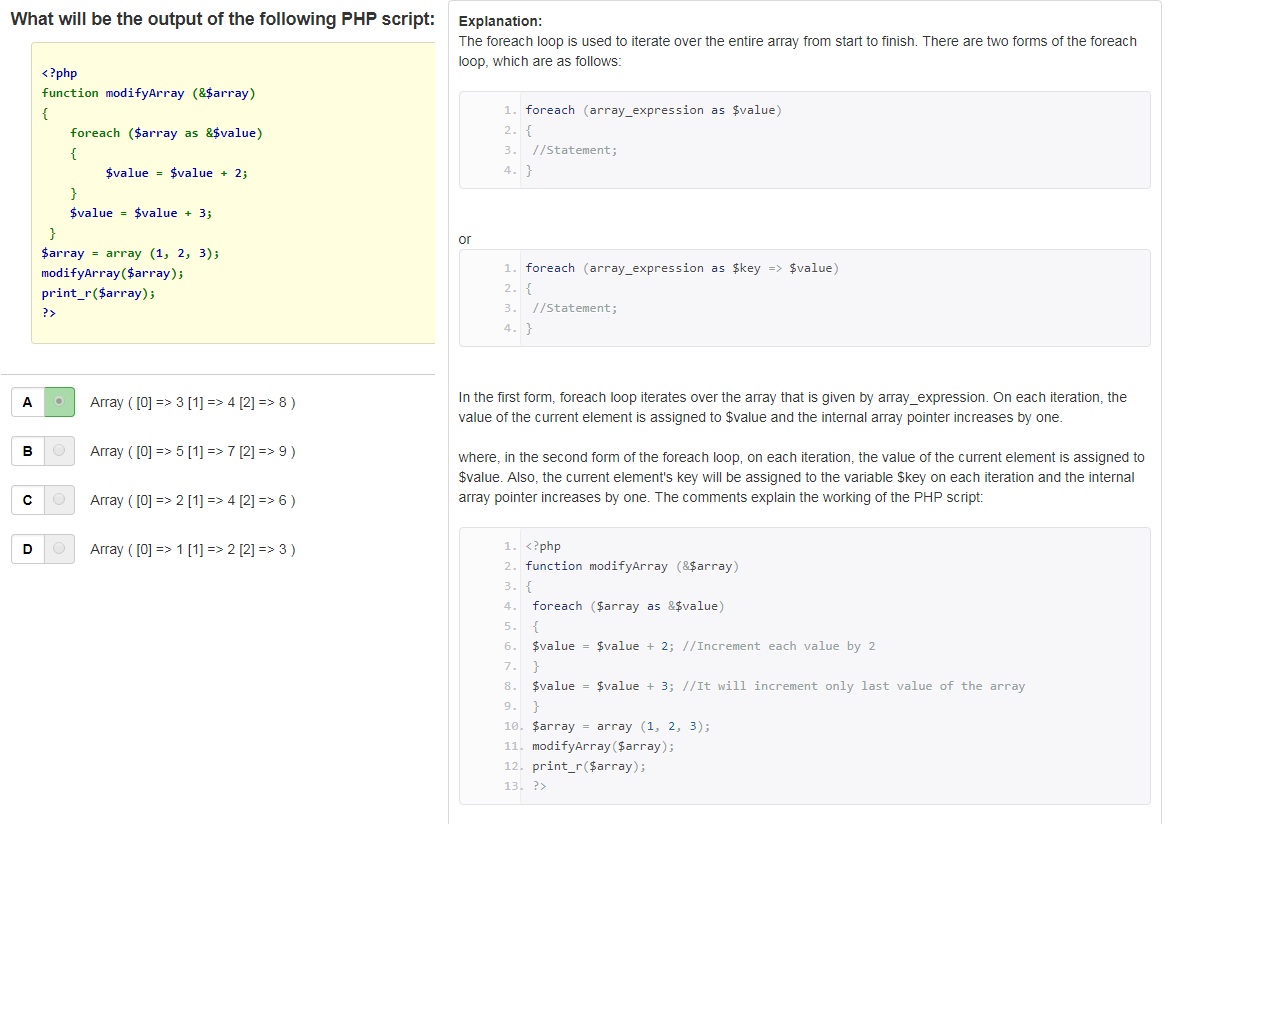 What will be the output of the following PHP script:
<?php
function modifyArray (&$array)
{
foreach ($array as &$value)
{
$value = $value + 2;
}
$value = $value + 3;
}
$array = array (1, 2, 3);
modifyArray($array);
print_r($array);
?>
A Array ( [0] => 3 [1] => 4 [2] => 8 )
B Array ( [0] => 5 [1] => 7 [2] => 9 )
C Array ( [0] => 2 [1] => 4 [2] => 6 )
D Array ( [0] => 1 [1] => 2 [2] => 3 )
Explanation:
The foreach loop is used to iterate over the entire array from start to finish. There are two forms of the foreach
loop, which are as follows:
1. foreach (array_expression as $value)
2. {
3. //Statement;
4. }
or
1. foreach (array_expression as $key => $value)
2. {
3. //Statement;
4. }
In the first form, foreach loop iterates over the array that is given by array_expression. On each iteration, the
value of the current element is assigned to $value and the internal array pointer increases by one.
where, in the second form of the foreach loop, on each iteration, the value of the current element is assigned to
$value. Also, the current element's key will be assigned to the variable $key on each iteration and the internal
array pointer increases by one. The comments explain the working of the PHP script:
1. <?php
2. function modifyArray (&$array)
3. {
4. foreach ($array as &$value)
5. {
6. $value = $value + 2; //Increment each value by 2
7. }
8. $value = $value + 3; //It will increment only last value of the array
9. }
10. $array = array (1, 2, 3);
11. modifyArray($array);
12. print_r($array);
13. ?>